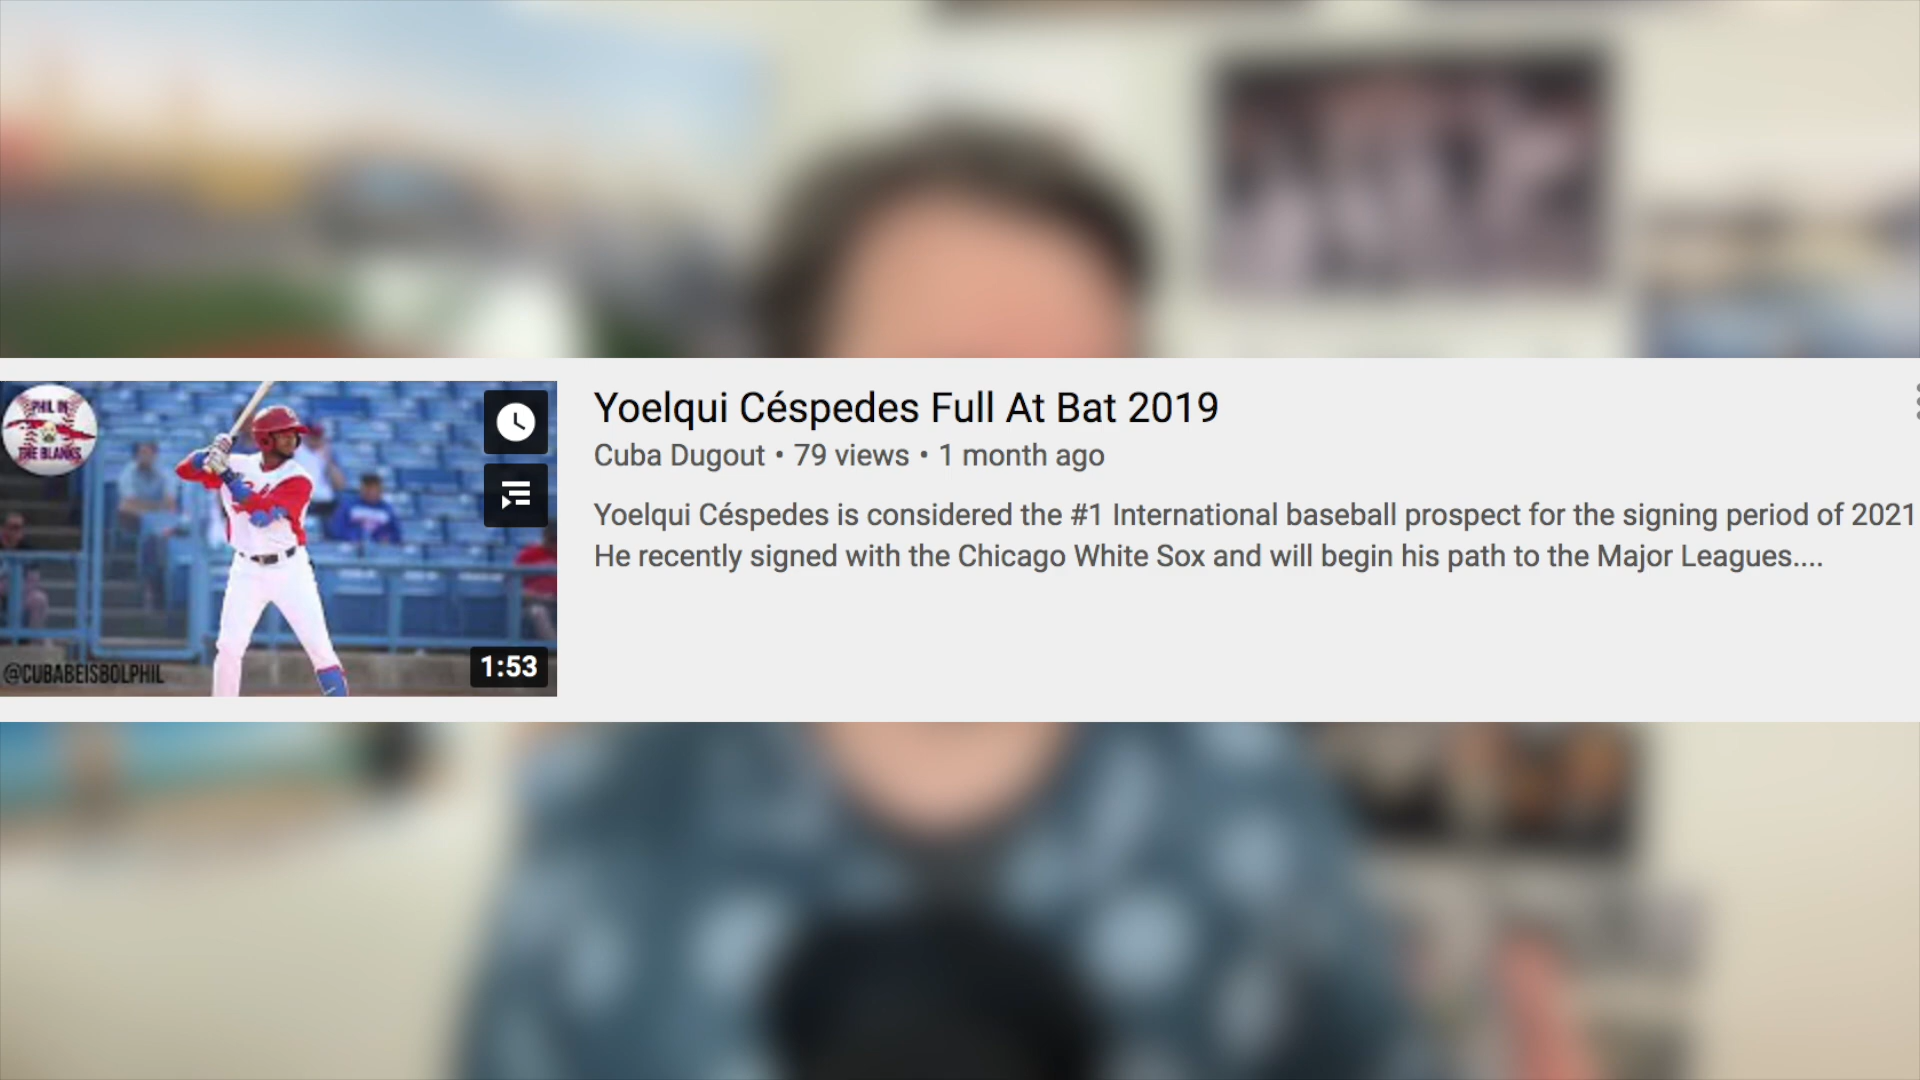 PHIL IN
THE BLANKS
@CUBABEISBOLPHIL
1:53
Yoelqui Céspedes Full At Bat 2019
Cuba Dugout • 79 views • 1 month ago
Yoelqui Céspedes is considered the #1 International baseball prospect for the signing period of 2021
He recently signed with the Chicago White Sox and will begin his path to the Major Leagues....